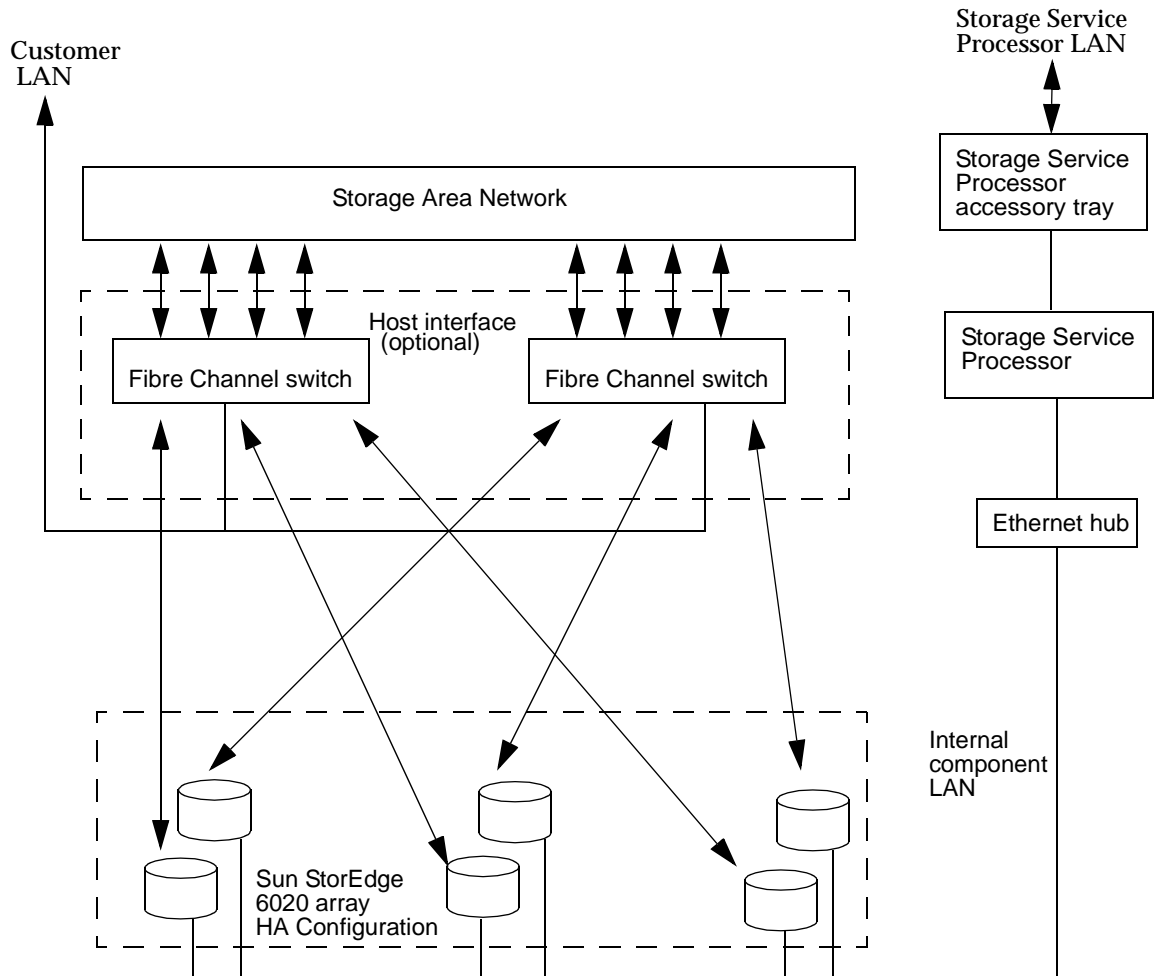 Customer
LAN
Storage Service
Processor LAN
Storage Service
Processor
accessory tray
Storage Area Network
Host interface
(optional)
Fibre Channel switch
Fibre Channel switch
Storage Service
Processor
Ethernet hub
Internal
component
LAN
Sun StorEdge
6020 array
HA Configuration